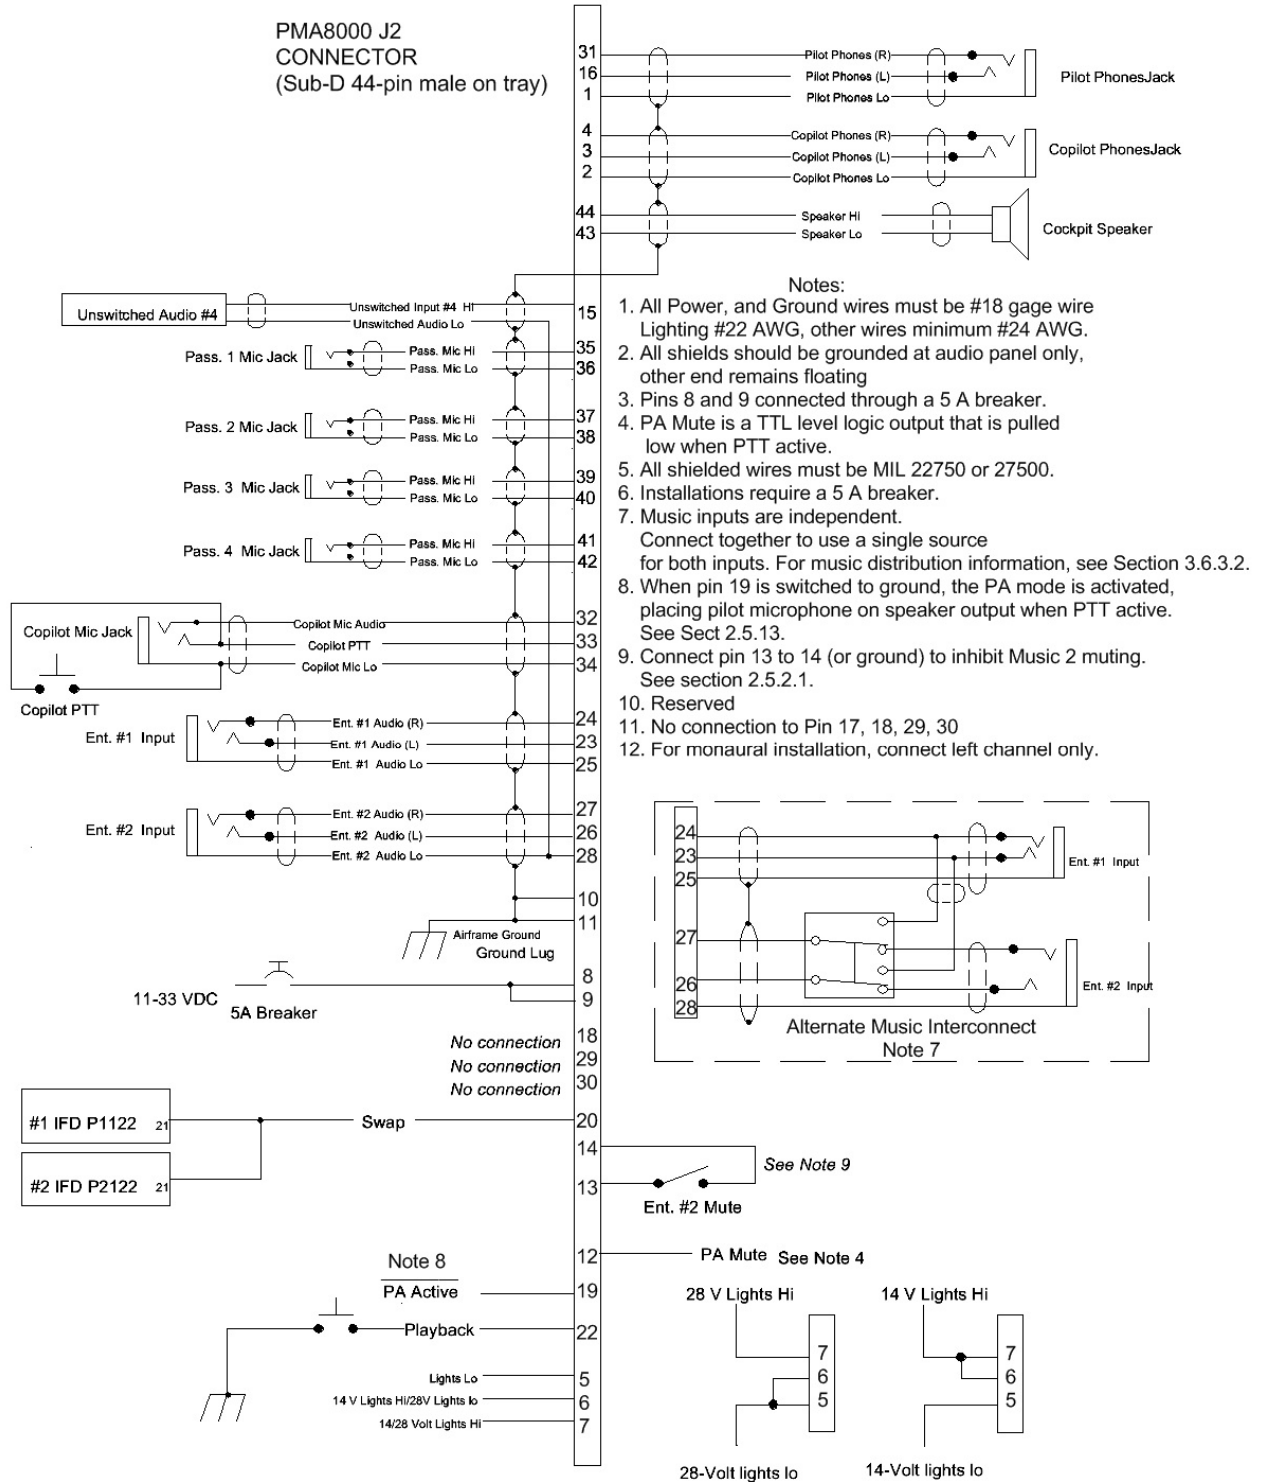 PMA8000 J2
CONNECTOR
(Sub-D 44-pin male on tray)
31 Pilot Phones (R)
16 Pilot Phones (L)
1 Pilot Phones Lo
Pilot PhonesJack
4 Copilot Phones (R)
3 Copilot Phones (L)
2 Copilot Phones Lo
Copilot PhonesJack
44 Speaker Hi
43 Speaker Lo
Cockpit Speaker
Unswitched Audio #4
Unswitched Input #4 Hi 15
Unswitched Audio Lo
Pass. 1 Mic Jack
Pass. Mic Hi 35
Pass. Mic Lo 36
Pass. 2 Mic Jack
Pass. Mic Hi 37
Pass. Mic Lo 38
Pass. 3 Mic Jack
Pass. Mic Hi 39
Pass. Mic Lo 40
Pass. 4 Mic Jack
Pass. Mic Hi 41
Pass. Mic Lo 42
Copilot Mic Jack
Copilot Mic Audio 32
Copilot PTT 33
Copilot Mic Lo 34
Copilot PTT
Ent. #1 Input
Ent. #1 Audio (R) 24
Ent. #1 Audio (L) 23
Ent. #1 Audio Lo 25
Ent. #2 Input
Ent. #2 Audio (R) 27
Ent. #2 Audio (L) 26
Ent. #2 Audio Lo 28
10
11
Airframe Ground
Ground Lug
11-33 VDC
5A Breaker
8
9
No connection 18
No connection 29
No connection 30
#1 IFD P1122 21
Swap 20
#2 IFD P2122 21
14
13
See Note 9
Ent. #2 Mute
12 PA Mute See Note 4
Note 8
PA Active 19
Playback 22
Lights Lo 5
14 V Lights Hi/28V Lights lo 6
14/28 Volt Lights Hi 7
Notes:
1. All Power, and Ground wires must be #18 gage wire
Lighting #22 AWG, other wires minimum #24 AWG.
2. All shields should be grounded at audio panel only,
other end remains floating
3. Pins 8 and 9 connected through a 5 A breaker.
4. PA Mute is a TTL level logic output that is pulled
low when PTT active.
5. All shielded wires must be MIL 22750 or 27500.
6. Installations require a 5 A breaker.
7. Music inputs are independent.
Connect together to use a single source
for both inputs. For music distribution information, see Section 3.6.3.2.
8. When pin 19 is switched to ground, the PA mode is activated,
placing pilot microphone on speaker output when PTT active.
See Sect 2.5.13.
9. Connect pin 13 to 14 (or ground) to inhibit Music 2 muting.
See section 2.5.2.1.
10. Reserved
11. No connection to Pin 17, 18, 29, 30
12. For monaural installation, connect left channel only.
24
23
25
Ent. #1 Input
27
26
28
Ent. #2 Input
Alternate Music Interconnect
Note 7
28 V Lights Hi
7
6
5
28-Volt lights lo
14 V Lights Hi
7
6
5
14-Volt lights lo